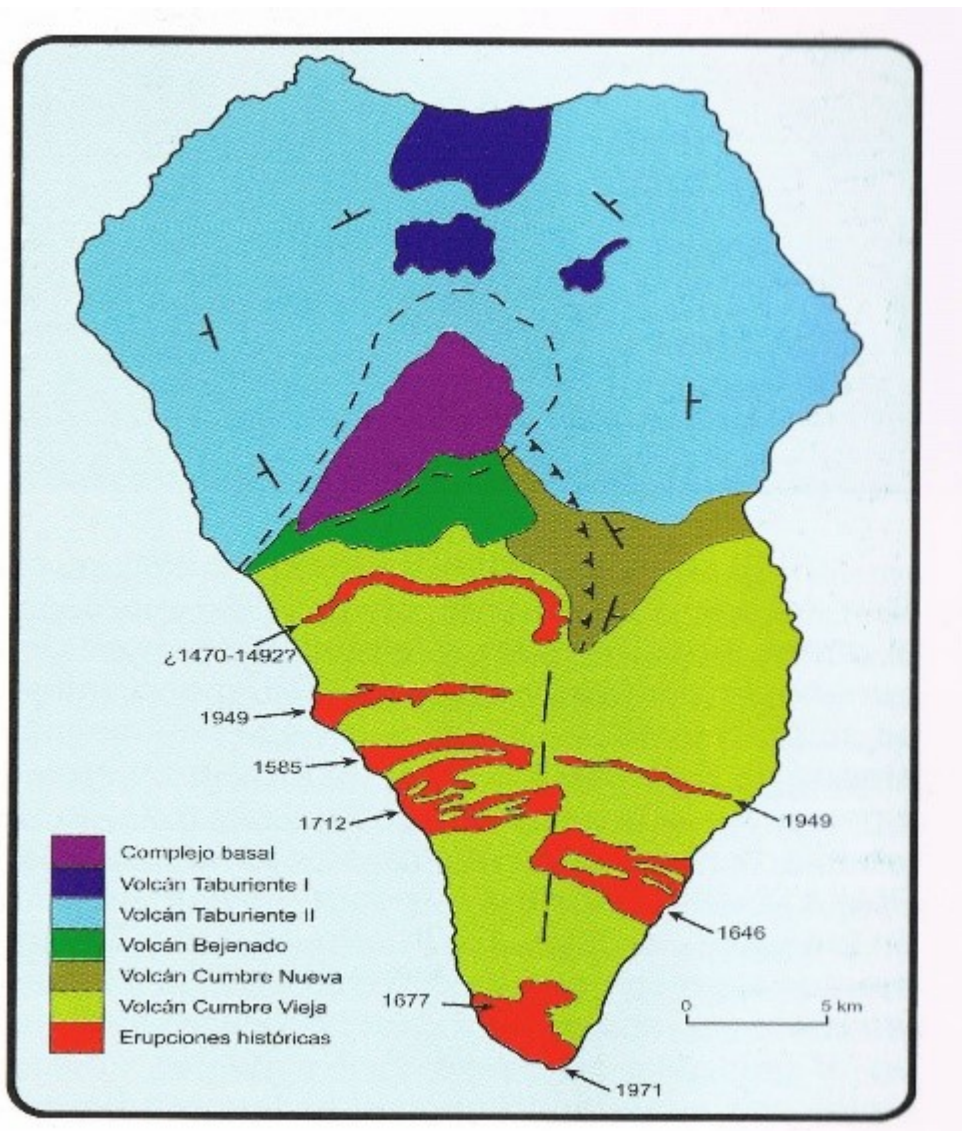 ¿1470-1492?
1949
1585
1712
1949
1646
1677
1971
Complejo basal
Volcán Taburiente I
Volcán Taburiente II
Volcán Bejenado
Volcán Cumbre Nueva
Volcán Cumbre Vieja
Erupciones históricas
0 5 km